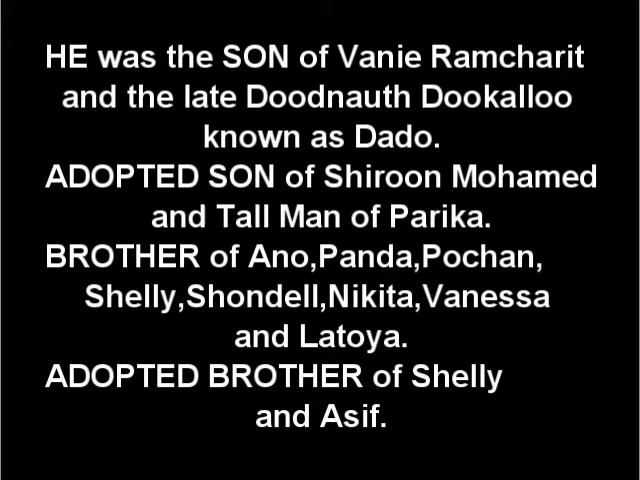 HE was the SON of Vanie Ramcharit
and the late Doodnauth Dookalloo
known as Dado.
ADOPTED SON of Shiroon Mohamed
and Tall Man of Parika.
BROTHER of Ano,Panda,Pochan,
Shelly,Shondell,Nikita,Vanessa
and Latoya.
ADOPTED BROTHER of Shelly
and Asif.